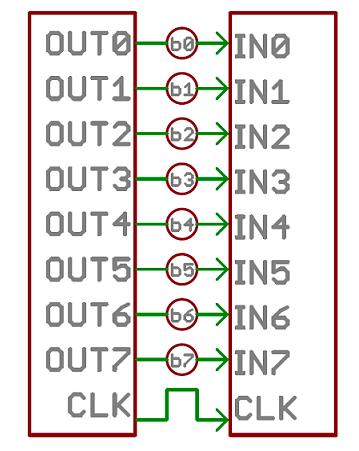 OUT0 b0 IN0
OUT1 b1 IN1
OUT2 b2 IN2
OUT3 b3 IN3
OUT4 b4 IN4
OUT5 b5 IN5
OUT6 b6 IN6
OUT7 b7 IN7
CLK CLK